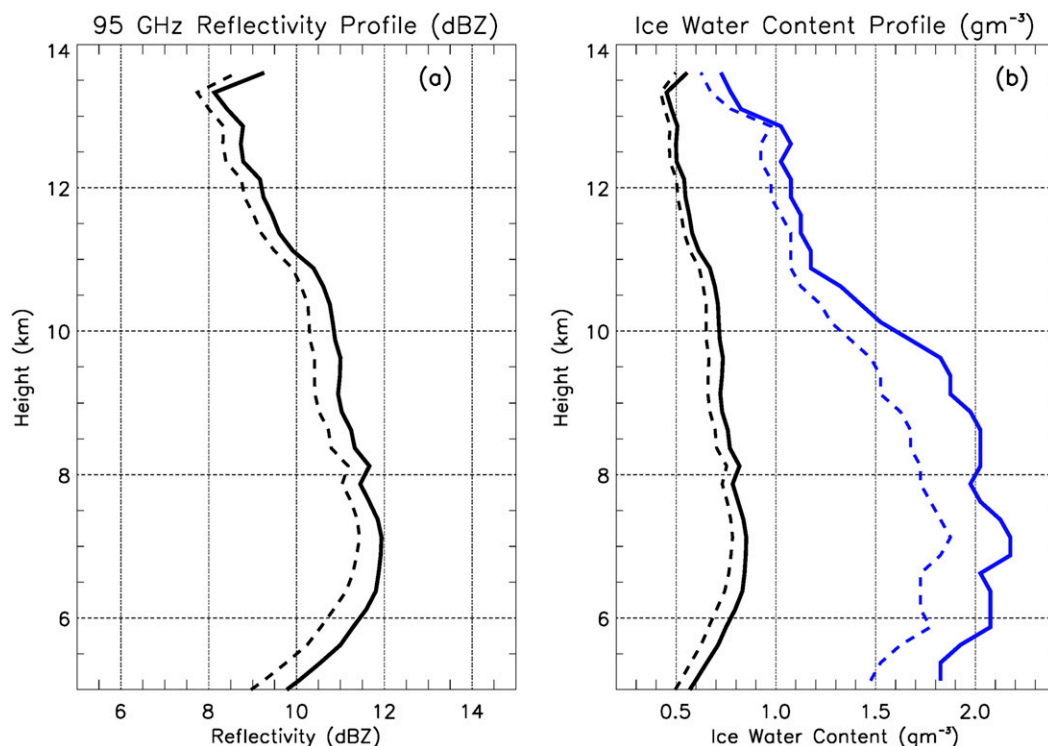 95 GHz Reflectivity Profile (dBZ)
14
12
10
8
6
Height (km)
(a)
6
8
10
12
14
Reflectivity (dBZ)
Ice Water Content Profile (gm⁻³)
14
12
10
8
6
Height (km)
(b)
0.5
1.0
1.5
2.0
Ice Water Content (gm⁻³)